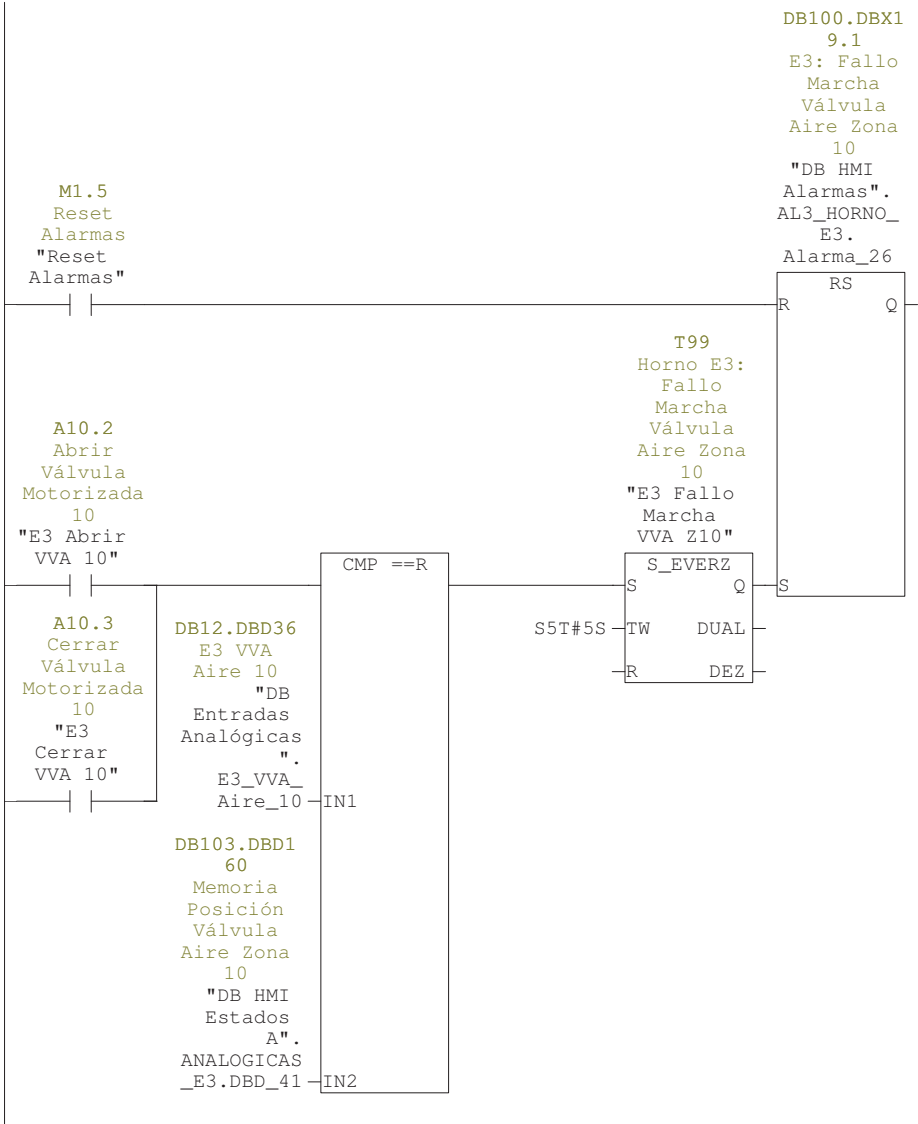 DB100.DBX1
9.1
E3: Fallo
Marcha
Válvula
Aire Zona
10
"DB HMI
Alarmas".
AL3_HORNO_
E3.
Alarma_26
M1.5
Reset
Alarmas
"Reset
Alarmas"
RS
R
Q
T99
Horno E3:
Fallo
Marcha
Válvula
Aire Zona
10
"E3 Fallo
Marcha
VVA Z10"
A10.2
Abrir
Válvula
Motorizada
10
"E3 Abrir
VVA 10"
CMP ==R
S_EVERZ
S
Q
S
A10.3
Cerrar
Válvula
Motorizada
10
"E3
Cerrar
VVA 10"
DB12.DBD36
E3 VVA
Aire 10
"DB
Entradas
Analógicas
".
E3_VVA_
Aire_10
IN1
S5T#5S
TW
DUAL
R
DEZ
DB103.DBD1
60
Memoria
Posición
Válvula
Aire Zona
10
"DB HMI
Estados
A".
ANALOGICAS
_E3.DBD_41
IN2